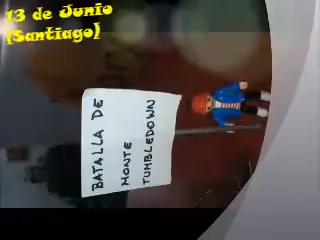 13 de Junio
(Santiago)
BATALLA DE
MONTE
TUMBLEDOWN